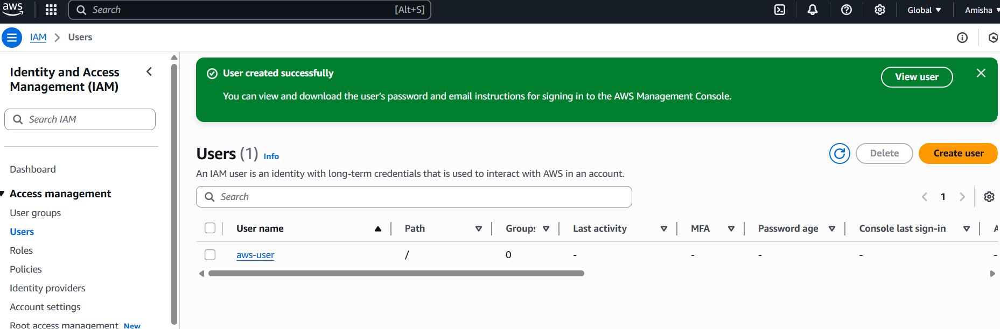 aws
Search [Alt+S]
Global
Amisha
IAM > Users
Identity and Access
Management (IAM)
Search IAM
Dashboard
Access management
User groups
Users
Roles
Policies
Identity providers
Account settings
Root access management New
User created successfully
You can view and download the user's password and email instructions for signing in to the AWS Management Console.
View user
Users (1) Info
Delete
Create user
An IAM user is an identity with long-term credentials that is used to interact with AWS in an account.
Search
1
User name Path Groups Last activity MFA Password age Console last sign-in
aws-user / 0 - - - - -